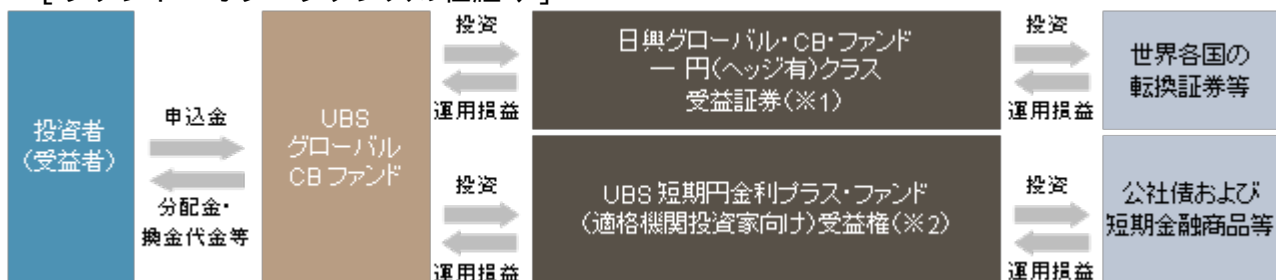 投資者
(受益者)
申込金
分配金・
換金代金等
UBS
グローバル
CBファンド
投資
運用損益
日興グローバル・CB・ファンド
― 円(ヘッジ有)クラス
受益証券(※1)
投資
運用損益
世界各国の
転換証券等
投資
運用損益
UBS 短期円金利プラス・ファンド
(適格機関投資家向け)受益権(※2)
投資
運用損益
公社債および
短期金融商品等